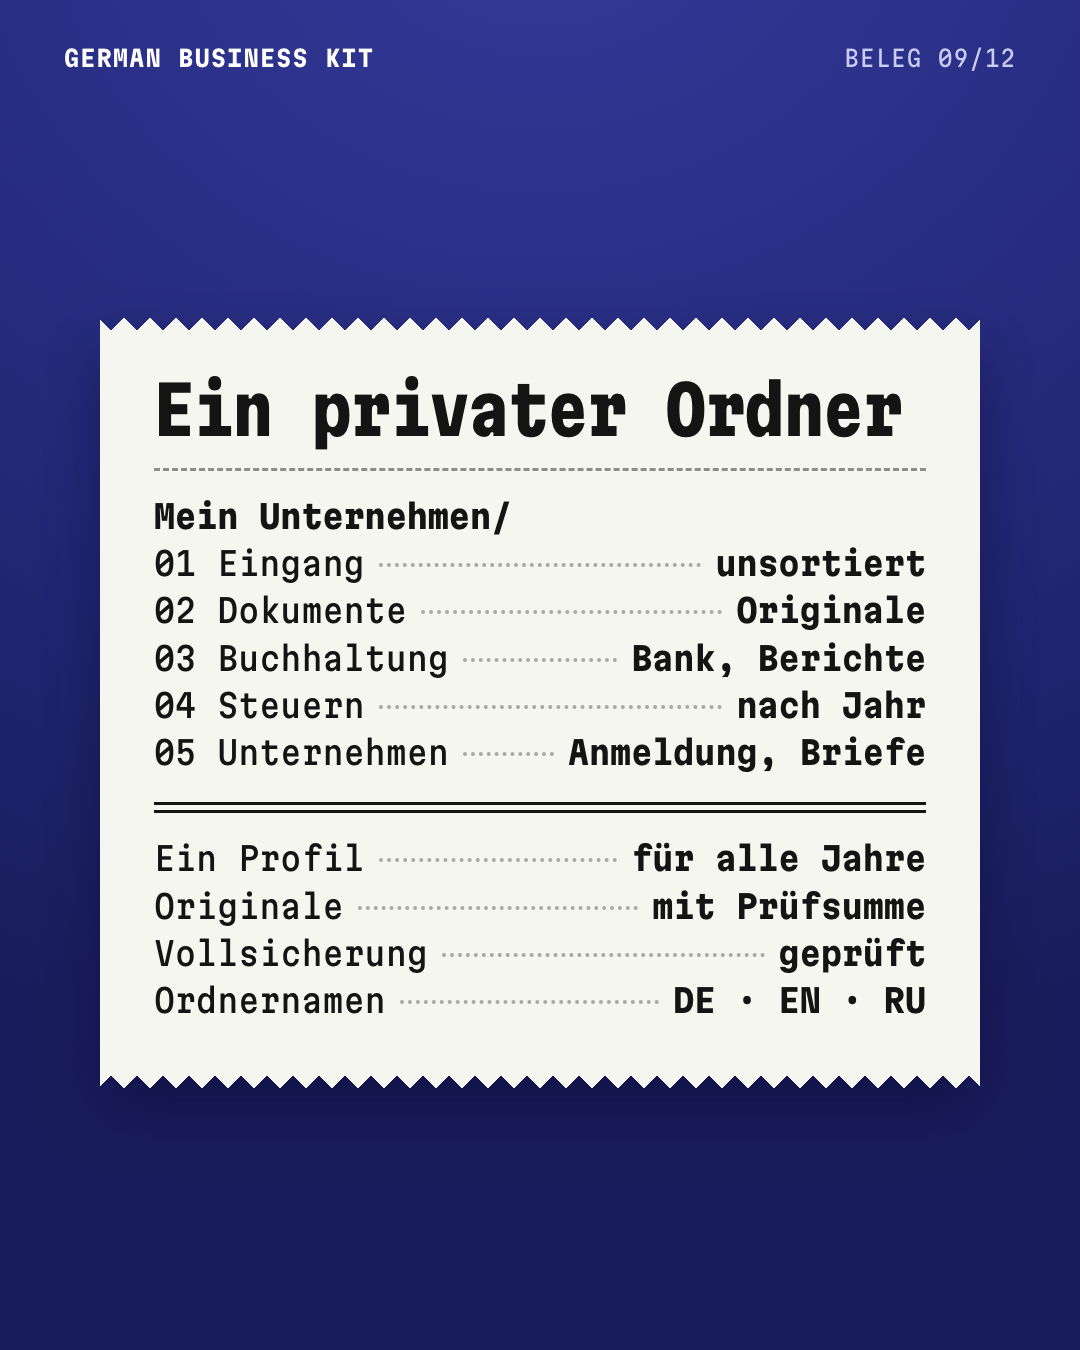 GERMAN BUSINESS KIT
BELEG 09/12
Ein privater Ordner
Mein Unternehmen/
01 Eingang unsortiert
02 Dokumente Originale
03 Buchhaltung Bank, Berichte
04 Steuern nach Jahr
05 Unternehmen Anmeldung, Briefe
Ein Profil für alle Jahre
Originale mit Prüfsumme
Vollsicherung geprüft
Ordnernamen DE · EN · RU